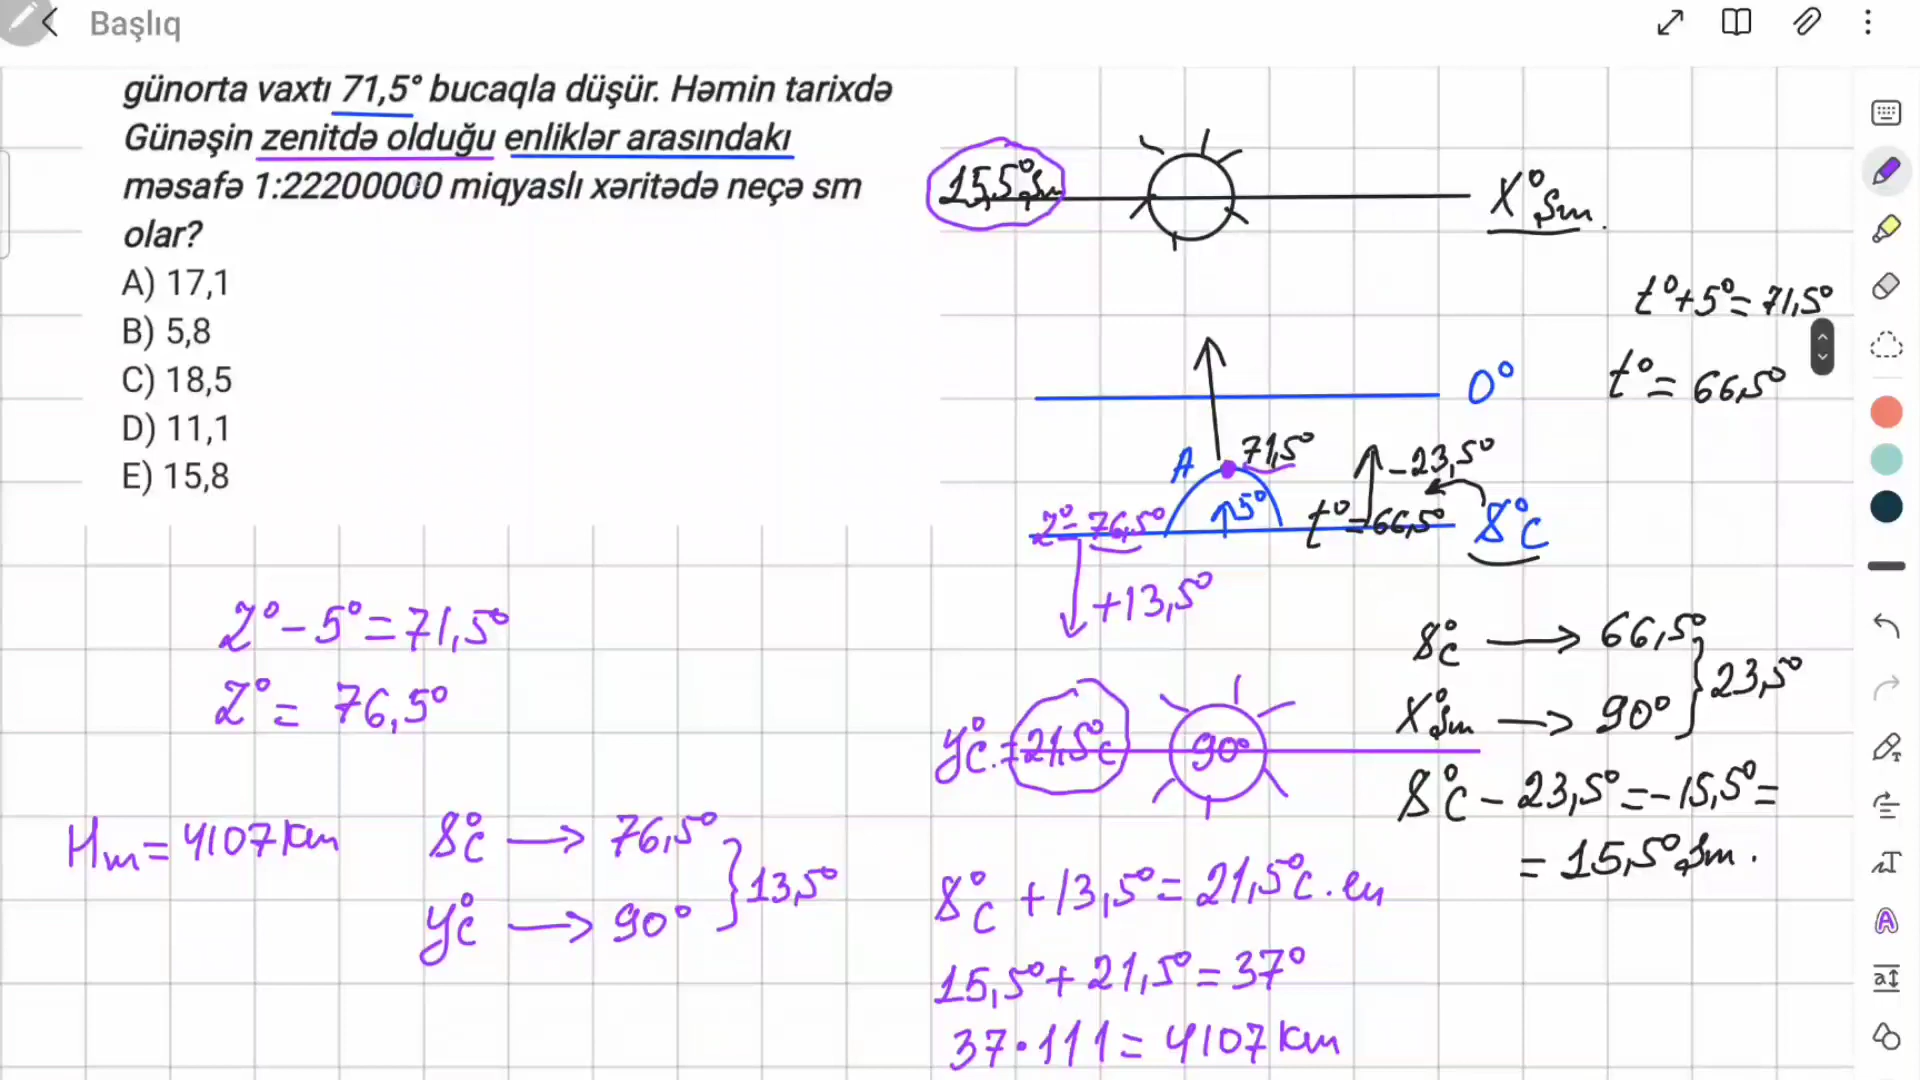 Başlıq
günorta vaxtı 71,5° bucaqla düşür. Həmin tarixdə
Günəşin zenitdə olduğu enliklər arasındakı
məsafə 1:22200000 miqyaslı xəritədə neçə sm
olar?
A) 17,1
B) 5,8
C) 18,5
D) 11,1
E) 15,8
15,5° şm
X° şm.
t°+5°=71,5°
t°= 66,5°
0°
A 71,5°
5°
-23,5°
Z°= 76,5°
t°=66,5°
8°C
+13,5°
Z°-5°=71,5°
Z°= 76,5°
8°C → 66,5°
X°şm → 90°
23,5°
y°C.=21,5°C
90°
8°C - 23,5°=-15,5°=
= 15,5° şm.
Hm=4107km
8°C → 76,5°
y°C → 90°
13,5°
8°C +13,5°=21,5°C.en
15,5°+21,5°=37°
37·111=4107km